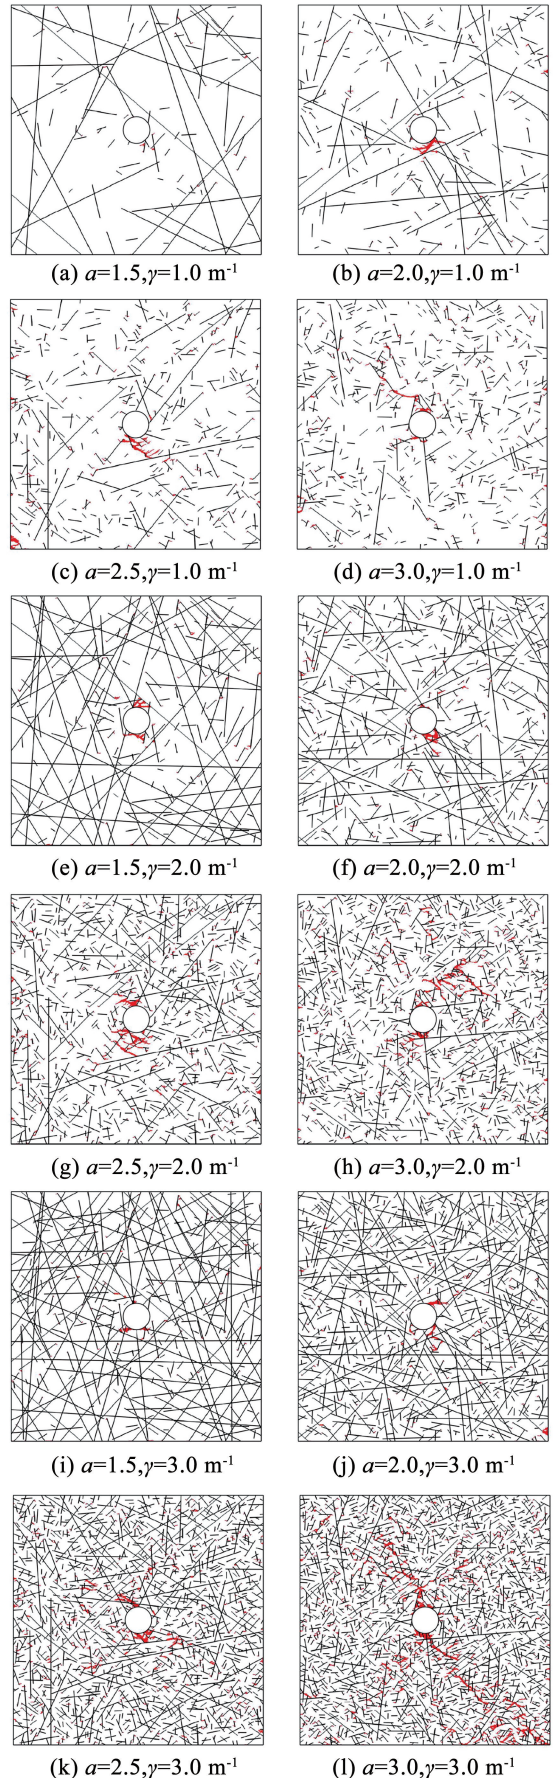 (a) a=1.5,γ=1.0 m⁻¹
(b) a=2.0,γ=1.0 m⁻¹
(c) a=2.5,γ=1.0 m⁻¹
(d) a=3.0,γ=1.0 m⁻¹
(e) a=1.5,γ=2.0 m⁻¹
(f) a=2.0,γ=2.0 m⁻¹
(g) a=2.5,γ=2.0 m⁻¹
(h) a=3.0,γ=2.0 m⁻¹
(i) a=1.5,γ=3.0 m⁻¹
(j) a=2.0,γ=3.0 m⁻¹
(k) a=2.5,γ=3.0 m⁻¹
(l) a=3.0,γ=3.0 m⁻¹